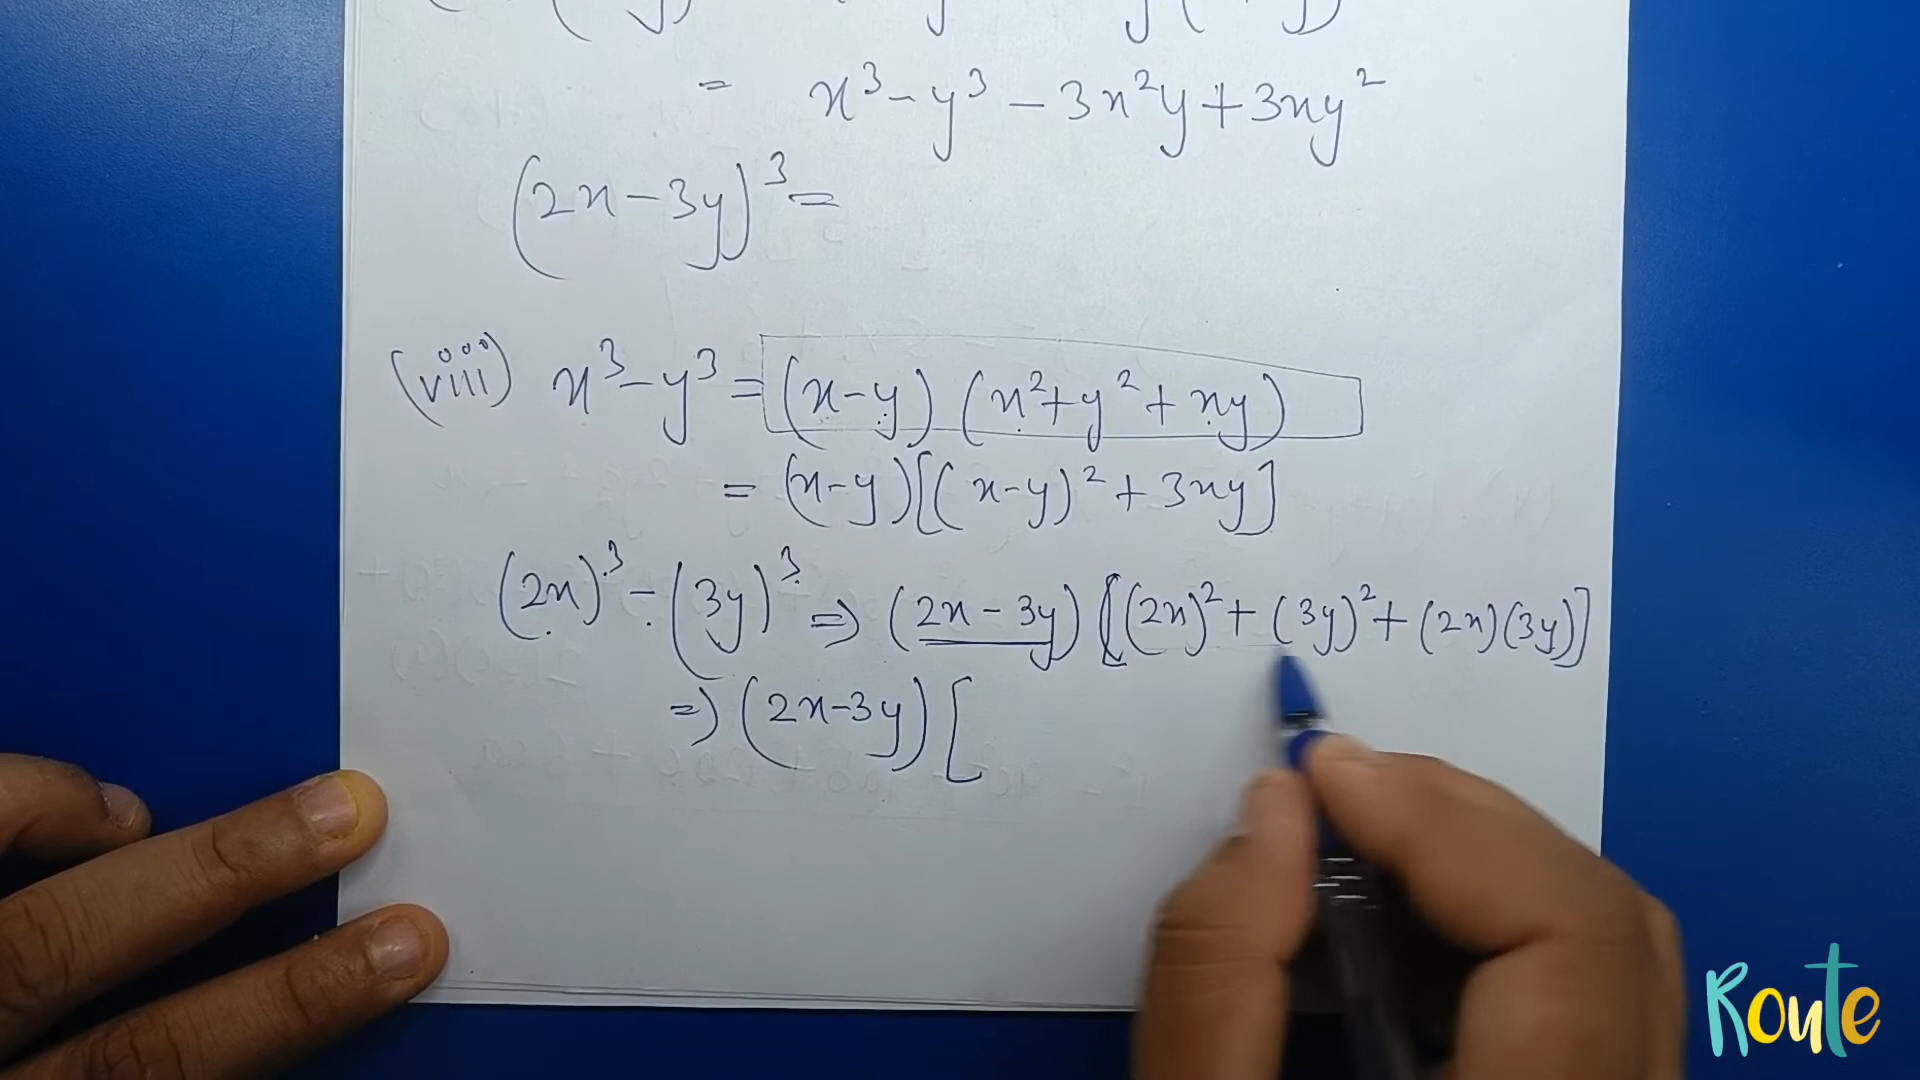 = x³ - y³ - 3x²y + 3xy²
(2x - 3y)³ =
(viii) x³ - y³ = (x - y) (x² + y² + xy)
= (x - y) [(x - y)² + 3xy]
(2x)³ - (3y)³ ⇒ (2x - 3y) [(2x)² + (3y)² + (2x)(3y)]
⇒ (2x - 3y) [
Route